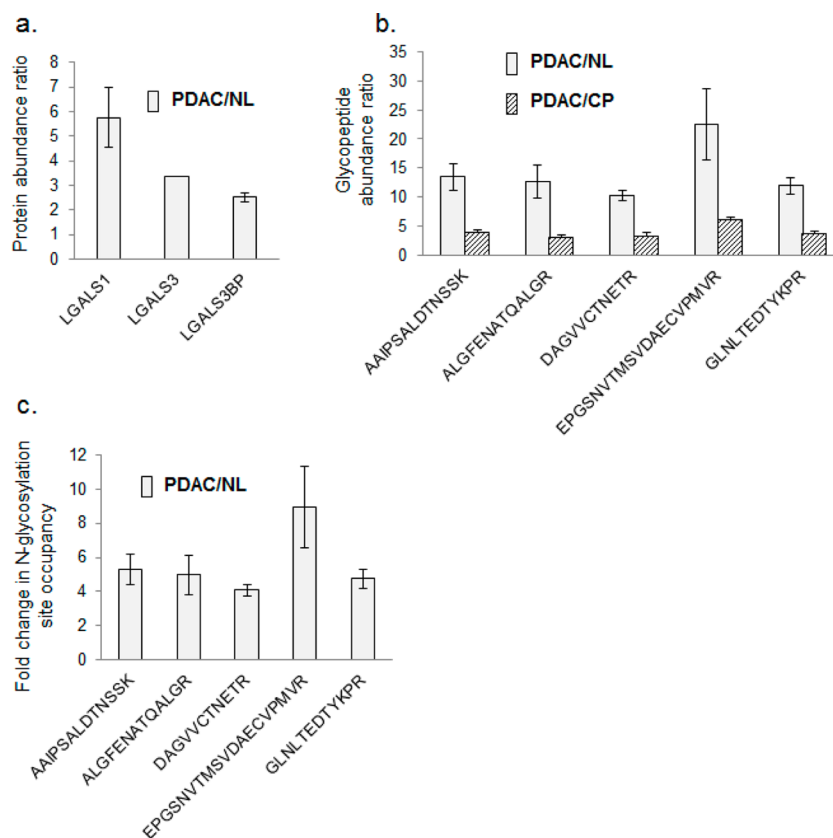 a.
Protein abundance ratio
8
7
6
5
4
3
2
1
0
PDAC/NL
LGALS1
LGALS3
LGALS3BP
b.
Glycopeptide
abundance ratio
35
30
25
20
15
10
5
0
PDAC/NL
PDAC/CP
AAIPSALDTNSSK
ALGFENATQALGR
DAGVVCTNETR
EPGSNVTMSVDAECVPMVR
GLNLTEDTYKPR
c.
Fold change in N-glycosylation
site occupancy
12
10
8
6
4
2
0
PDAC/NL
AAIPSALDTNSSK
ALGFENATQALGR
DAGVVCTNETR
EPGSNVTMSVDAECVPMVR
GLNLTEDTYKPR